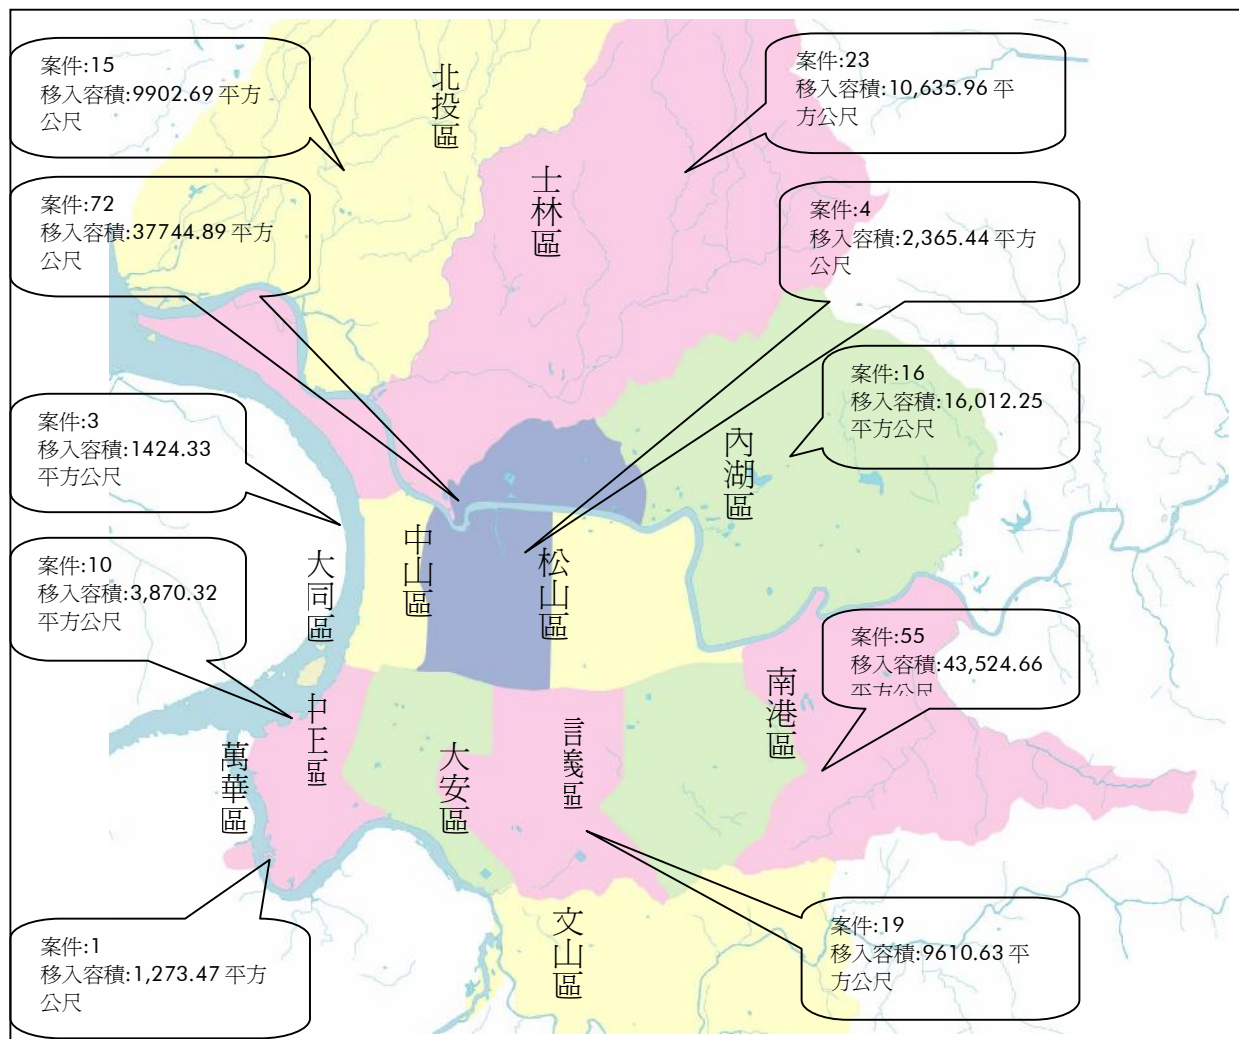 案件:15
移入容積:9902.69 平方
公尺
北投區
案件:23
移入容積:10,635.96 平
方公尺
士林區
案件:72
移入容積:37744.89 平方
公尺
案件:4
移入容積:2,365.44 平方
公尺
案件:16
移入容積:16,012.25
平方公尺
內湖區
案件:3
移入容積:1424.33
平方公尺
中山區
松山區
大同區
案件:10
移入容積:3,870.32
平方公尺
案件:55
移入容積:43,524.66
平方公尺
南港區
中正區
信義區
大安區
萬華區
案件:1
移入容積:1,273.47 平方
公尺
文山區
案件:19
移入容積:9610.63 平
方公尺